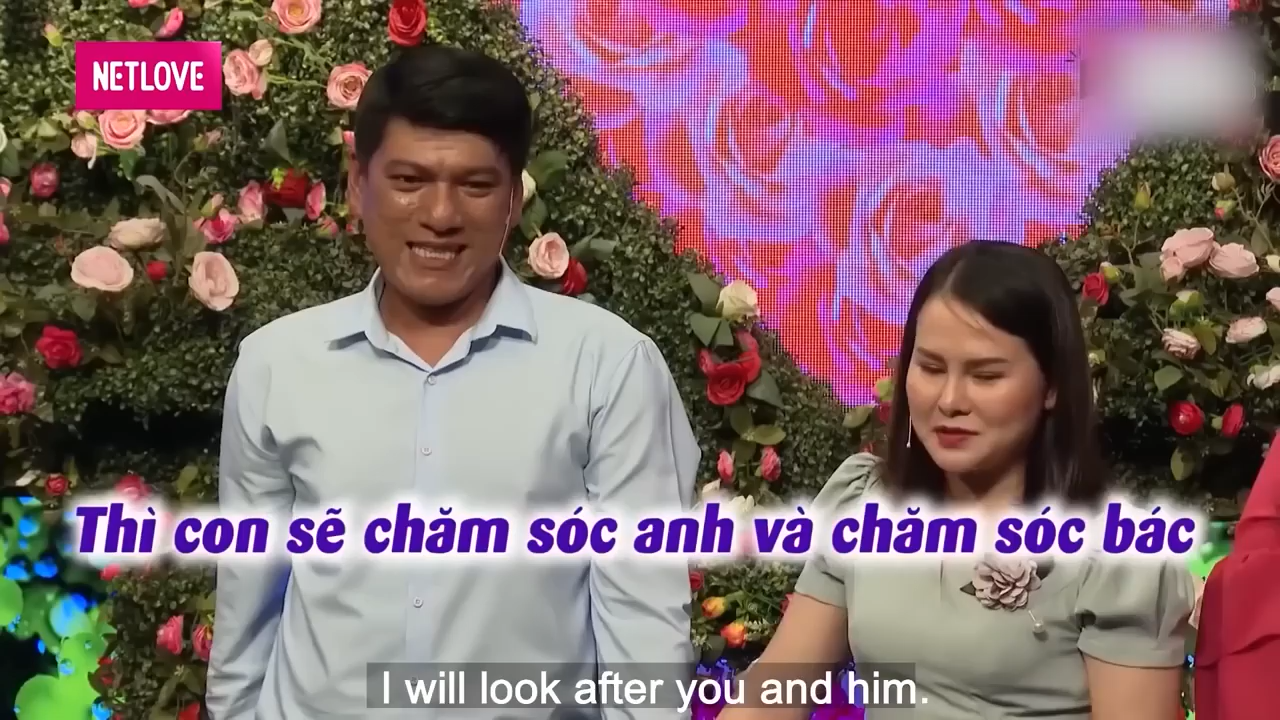 NETLOVE
Thì con sẽ chăm sóc anh và chăm sóc bác
I will look after you and him.